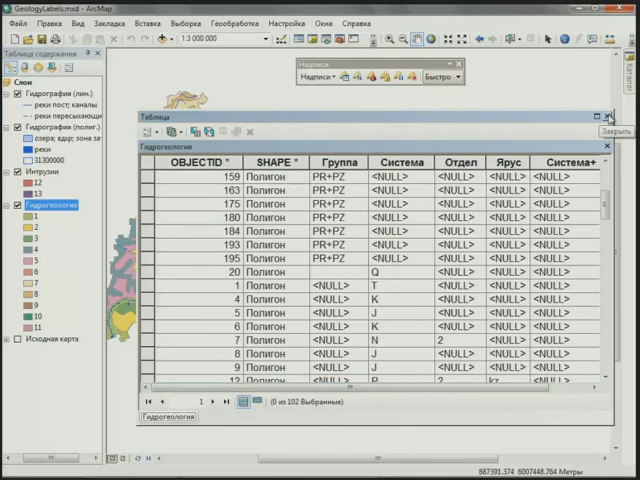 GeologyLabels.mxd - ArcMap
Файл Правка Вид Закладка Вставка Выборка Геообработка Настройка Окна Справка
1:3 000 000
Таблица содержания
Слои
Гидрография (лин.)
реки пост; каналы
реки пересыхающи
Гидрография (полиг.)
озера; вдхр; зона зат
реки
31300000
Интрузии
12
13
Гидрогеология
1
2
3
4
5
6
7
8
9
10
11
Исходная карта
Надписи
Надписи Быстро
Каталог
Таблица
Закрыть
Гидрогеология
OBJECTID * SHAPE * Группа Система Отдел Ярус Система+
159 Полигон PR+PZ <NULL> <NULL> <NULL> <NULL>
163 Полигон PR+PZ <NULL> <NULL> <NULL> <NULL>
175 Полигон PR+PZ <NULL> <NULL> <NULL> <NULL>
180 Полигон PR+PZ <NULL> <NULL> <NULL> <NULL>
184 Полигон PR+PZ <NULL> <NULL> <NULL> <NULL>
193 Полигон PR+PZ <NULL> <NULL> <NULL> <NULL>
195 Полигон PR+PZ <NULL> <NULL> <NULL> <NULL>
20 Полигон Q <NULL> <NULL> <NULL>
1 Полигон <NULL> T <NULL> <NULL> <NULL>
4 Полигон <NULL> K <NULL> <NULL> <NULL>
5 Полигон <NULL> J <NULL> <NULL> <NULL>
6 Полигон <NULL> K <NULL> <NULL> <NULL>
7 Полигон <NULL> N 2 <NULL> <NULL>
8 Полигон <NULL> J <NULL> <NULL> <NULL>
9 Полигон <NULL> J <NULL> <NULL> <NULL>
12 Полигон <NULL> P 2 kz <NULL>
1 (0 из 102 Выбранные)
Гидрогеология
887391.374 6007448.764 Метры